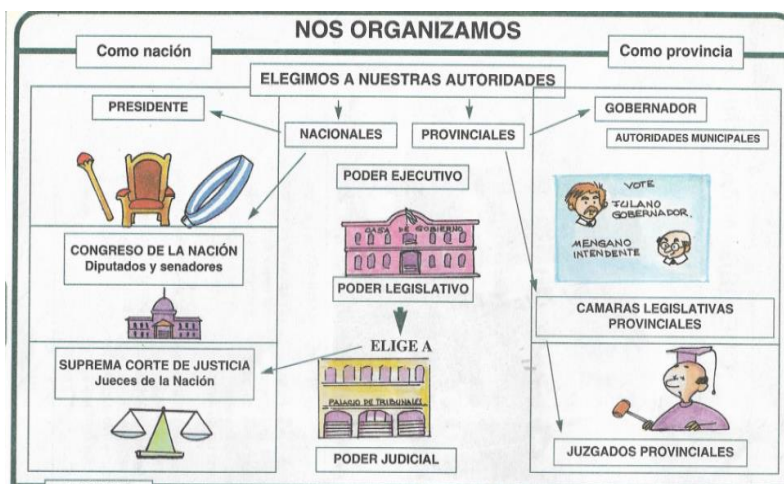 NOS ORGANIZAMOS
Como nación
Como provincia
ELEGIMOS A NUESTRAS AUTORIDADES
PRESIDENTE
NACIONALES
PROVINCIALES
GOBERNADOR
AUTORIDADES MUNICIPALES
PODER EJECUTIVO
CASA DE GOBIERNO
VOTE
FULANO
GOBERNADOR.
MENGANO
INTENDENTE
CONGRESO DE LA NACIÓN
Diputados y senadores
PODER LEGISLATIVO
CAMARAS LEGISLATIVAS
PROVINCIALES
ELIGE A
SUPREMA CORTE DE JUSTICIA
Jueces de la Nación
PALACIO DE TRIBUNALES
PODER JUDICIAL
JUZGADOS PROVINCIALES